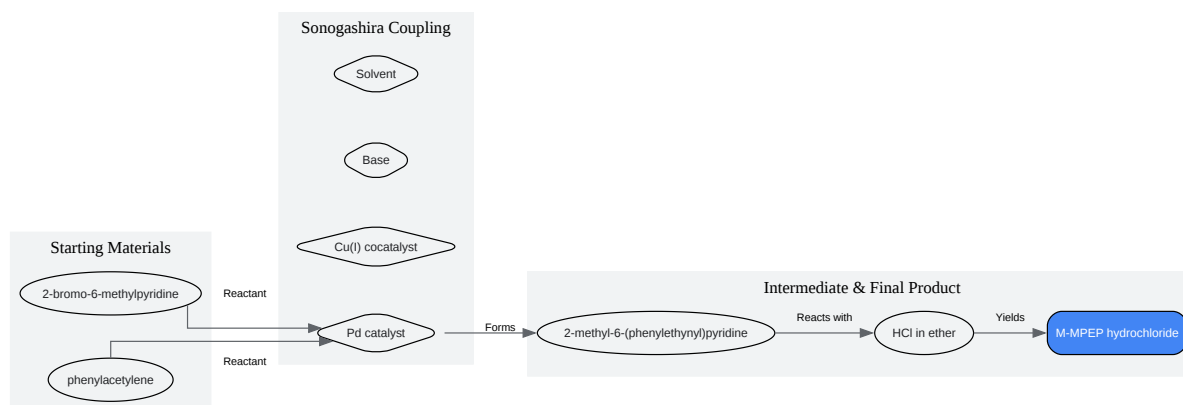 Sonogashira Coupling
Solvent
Base
Cu(I) cocatalyst
Pd catalyst
Starting Materials
2-bromo-6-methylpyridine
phenylacetylene
Reactant
Reactant
Forms
Intermediate & Final Product
2-methyl-6-(phenylethynyl)pyridine
Reacts with
HCl in ether
Yields
M-MPEP hydrochloride